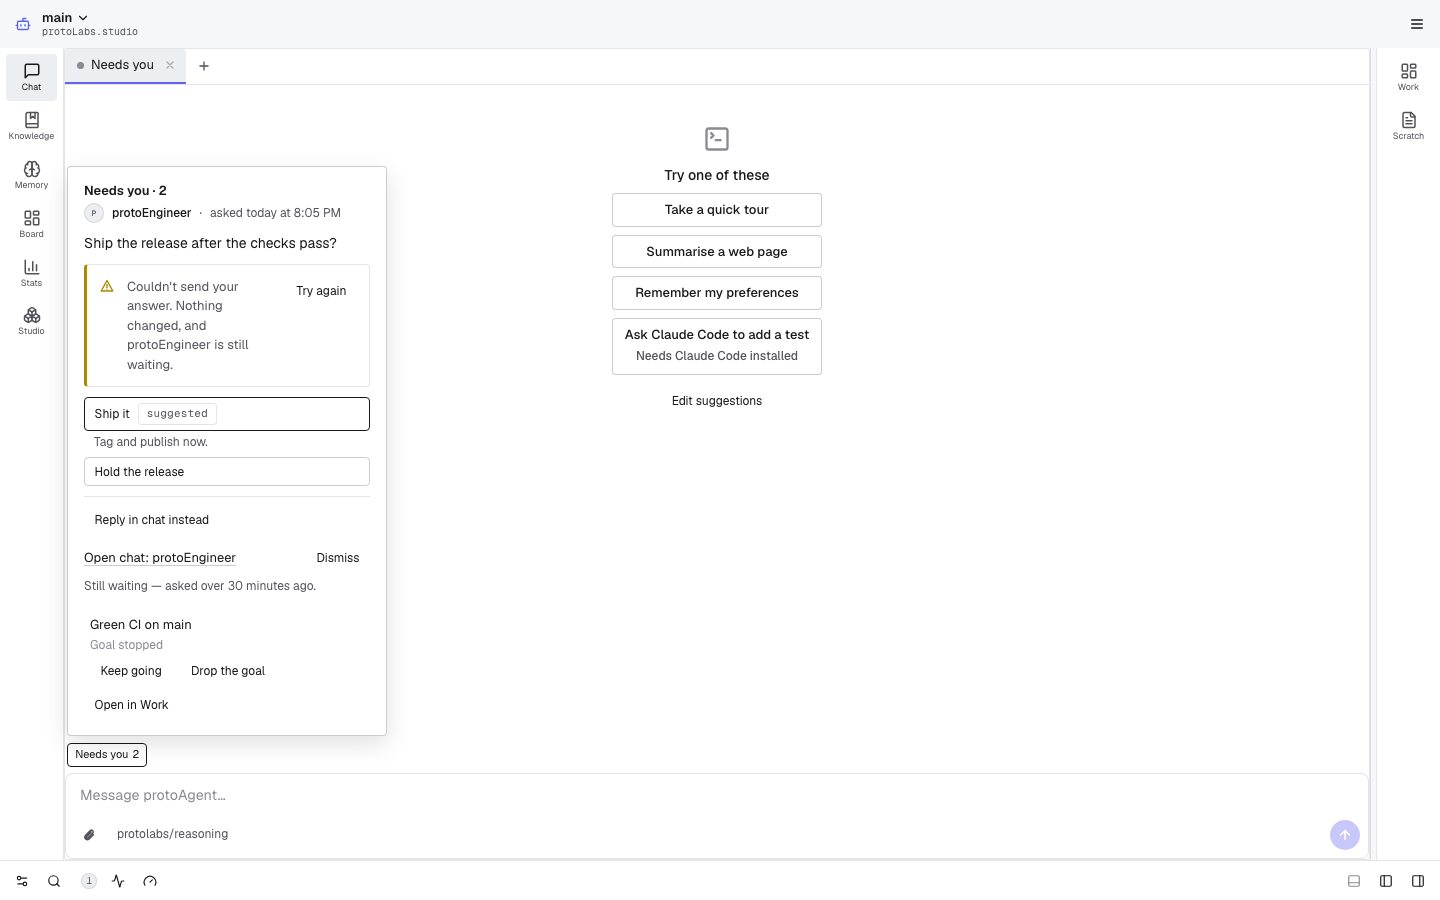 main
protoLabs.studio
Chat
Knowledge
Memory
Board
Stats
Studio
Needs you
Work
Scratch
Try one of these
Take a quick tour
Summarise a web page
Remember my preferences
Ask Claude Code to add a test
Needs Claude Code installed
Edit suggestions
Needs you · 2
P protoEngineer · asked today at 8:05 PM
Ship the release after the checks pass?
Couldn't send your
answer. Nothing
changed, and
protoEngineer is still
waiting.
Try again
Ship it suggested
Tag and publish now.
Hold the release
Reply in chat instead
Open chat: protoEngineer Dismiss
Still waiting — asked over 30 minutes ago.
Green CI on main
Goal stopped
Keep going Drop the goal
Open in Work
Needs you 2
Message protoAgent…
protolabs/reasoning
1